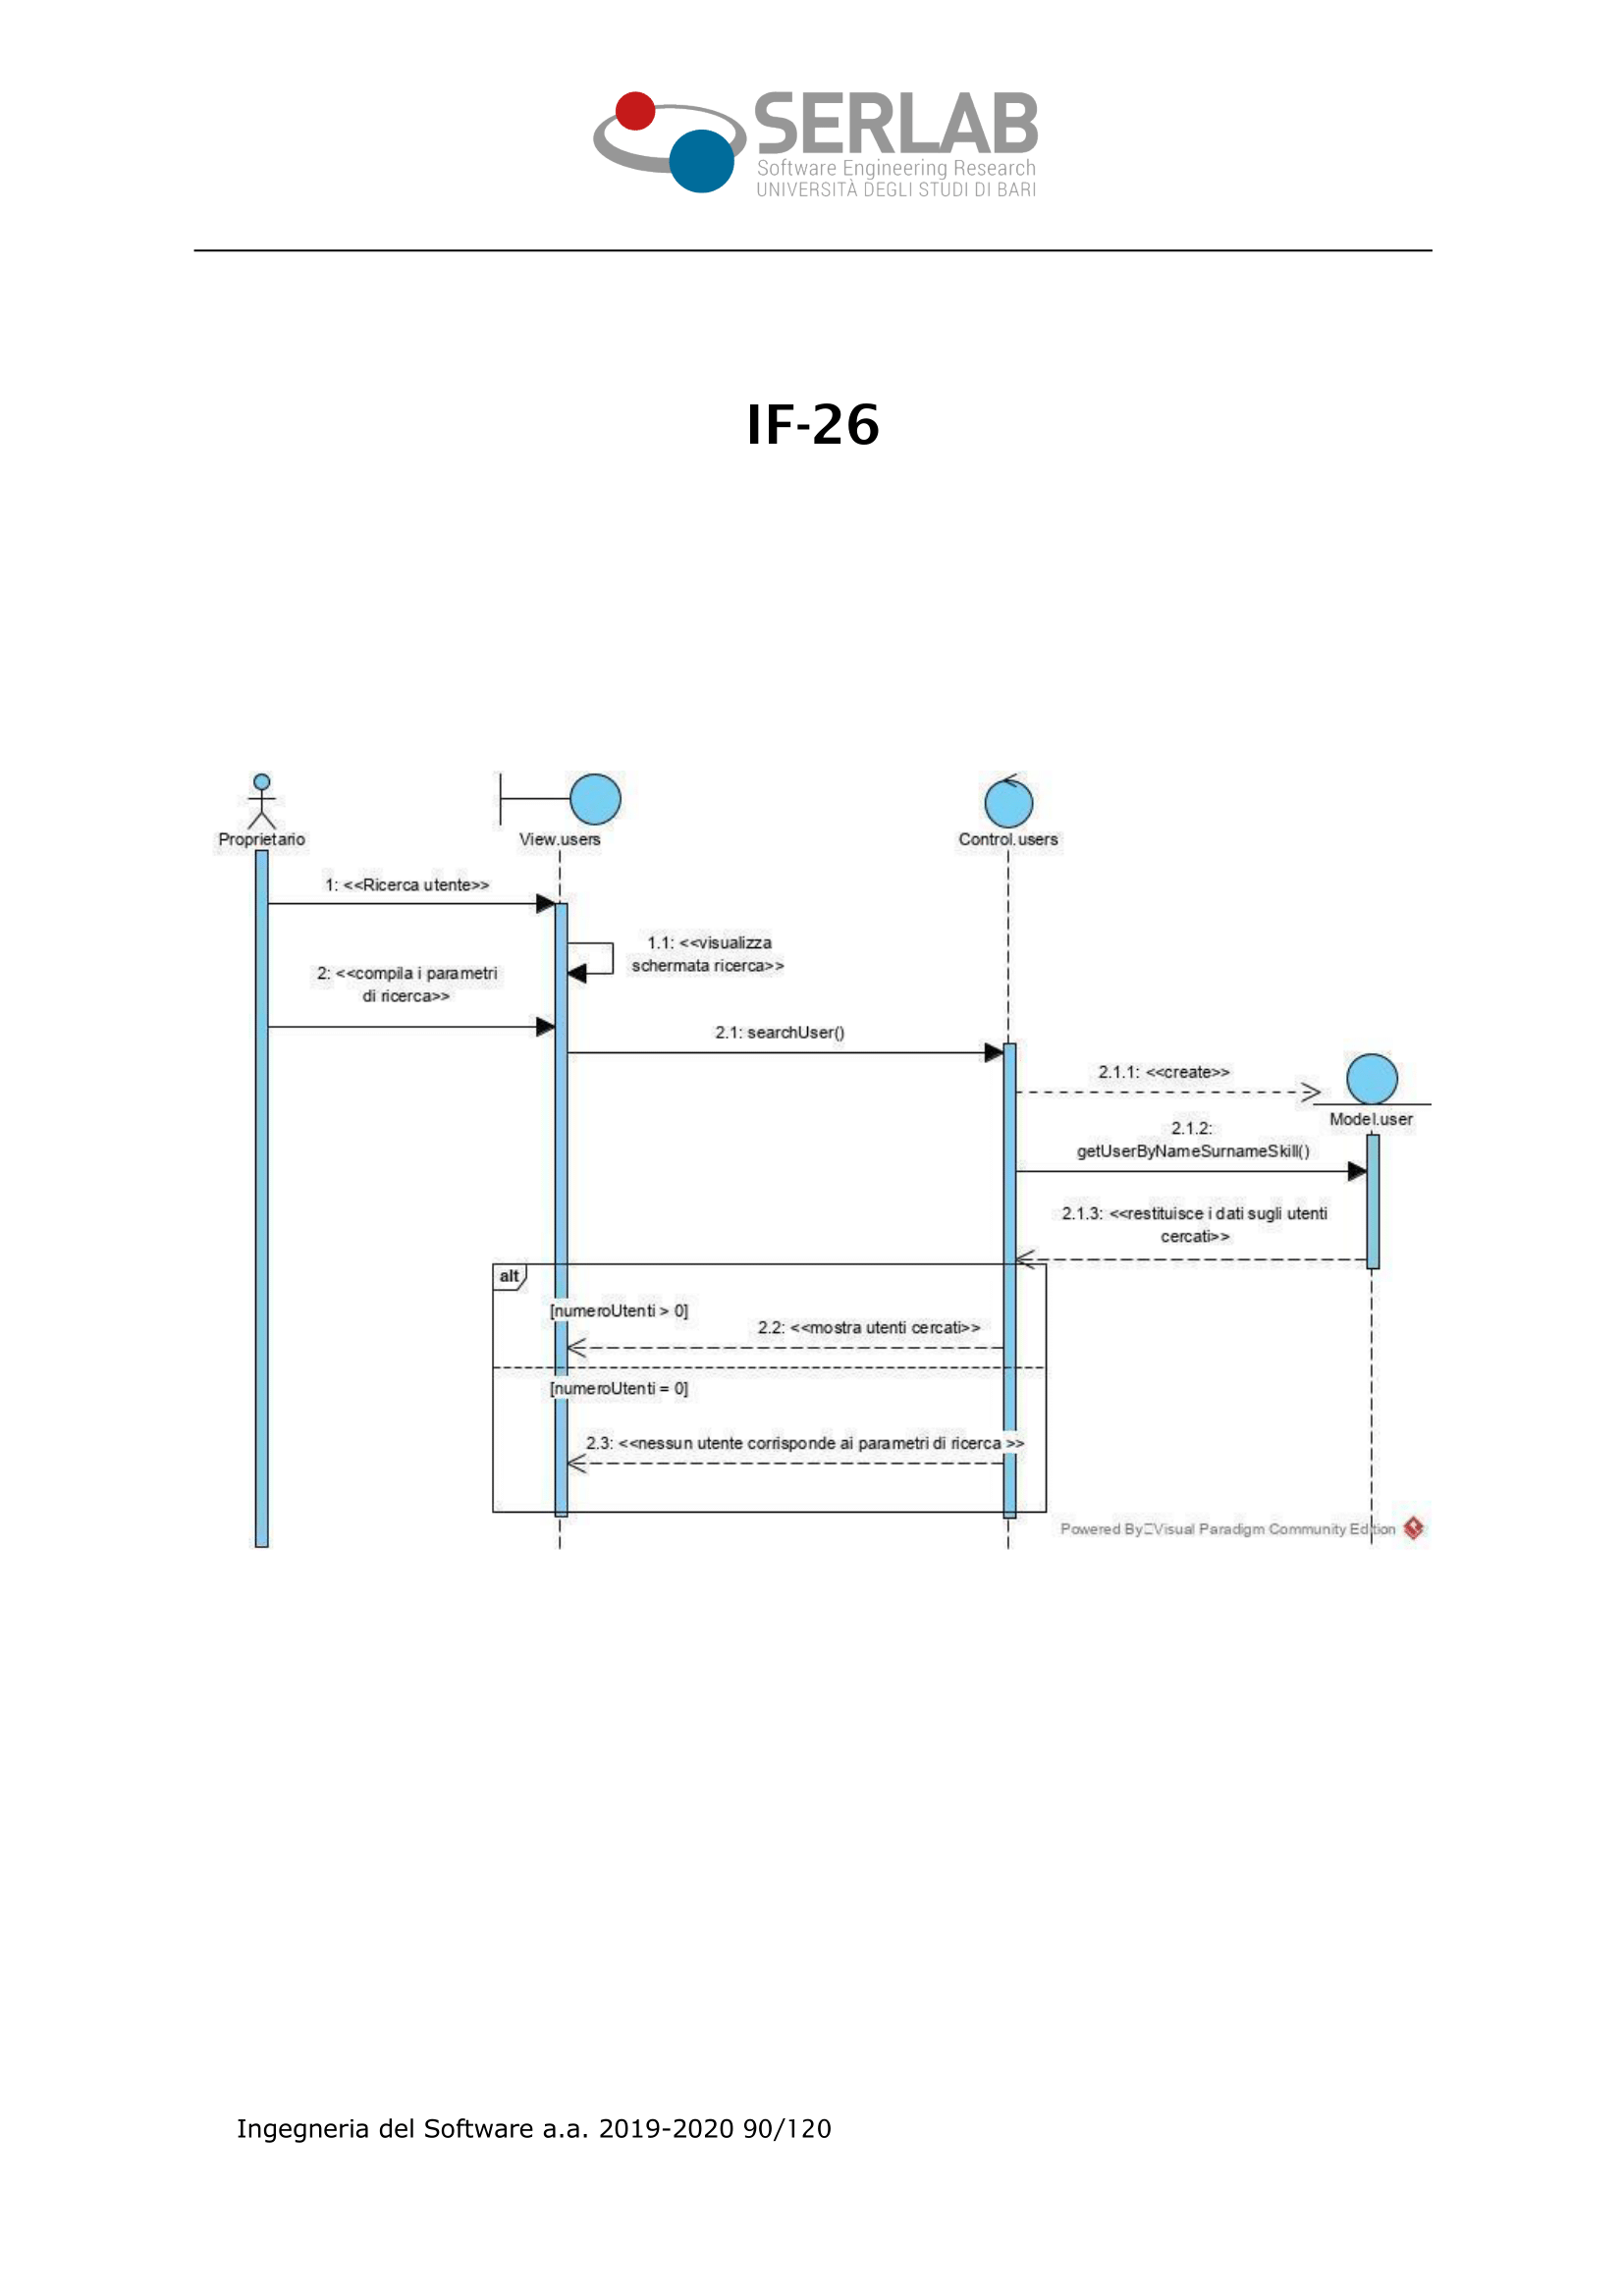 SERLAB
Software Engineering Research
UNIVERSITÀ DEGLI STUDI DI BARI
IF-26
Proprietario
View.users
Control.users
1: <<Ricerca utente>>
1.1: <<visualizza
schermata ricerca>>
2: <<compila i parametri
di ricerca>>
2.1: searchUser()
2.1.1: <<create>>
Model.user
2.1.2:
getUserByNameSurnameSkill()
2.1.3: <<restituisce i dati sugli utenti
cercati>>
alt
[numeroUtenti > 0]
2.2: <<mostra utenti cercati>>
[numeroUtenti = 0]
2.3: <<nessun utente corrisponde ai parametri di ricerca >>
Powered By Visual Paradigm Community Edition
Ingegneria del Software a.a. 2019-2020 90/120